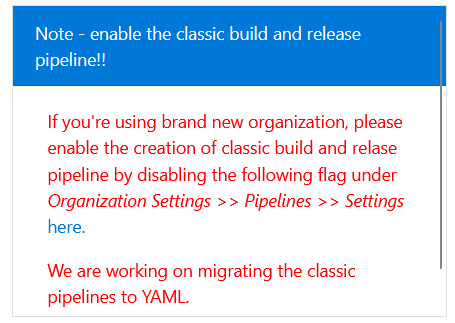 Note - enable the classic build and release
pipeline!!
If you're using brand new organization, please
enable the creation of classic build and relase
pipeline by disabling the following flag under
Organization Settings >> Pipelines >> Settings
here.
We are working on migrating the classic
pipelines to YAML.